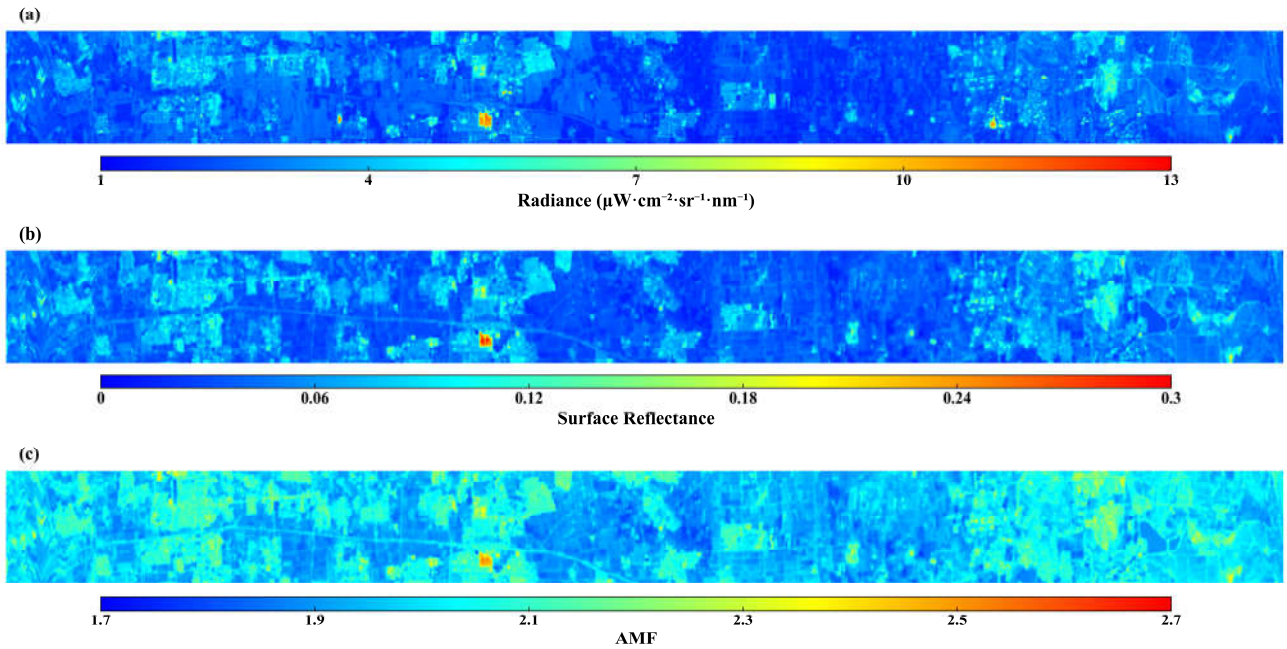 (a)
1 4 7 10 13
Radiance (μW·cm⁻²·sr⁻¹·nm⁻¹)
(b)
0 0.06 0.12 0.18 0.24 0.3
Surface Reflectance
(c)
1.7 1.9 2.1 2.3 2.5 2.7
AMF